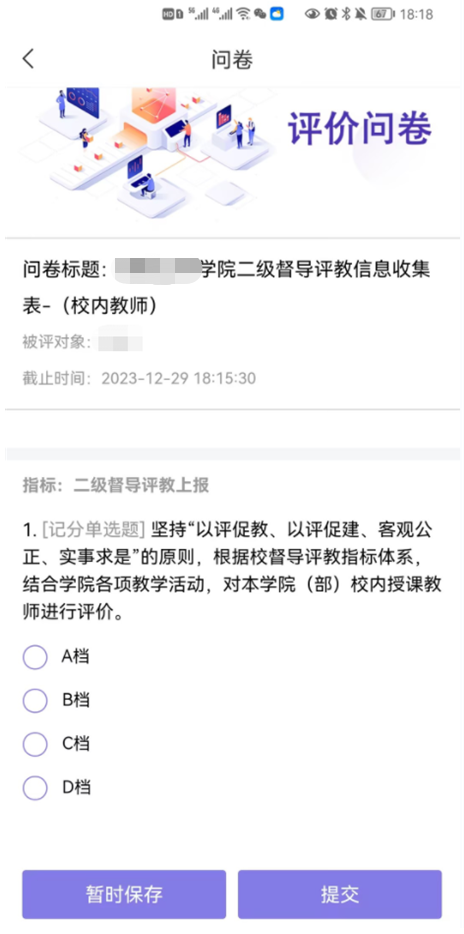 HD 1 5G 4G 67 18:18
问卷
评价问卷
问卷标题：学院二级督导评教信息收集
表-（校内教师）
被评对象：
截止时间：2023-12-29 18:15:30
指标：二级督导评教上报
1. [记分单选题] 坚持“以评促教、以评促建、客观公
正、实事求是”的原则，根据校督导评教指标体系，
结合学院各项教学活动，对本学院（部）校内授课教
师进行评价。
A档
B档
C档
D档
暂时保存 提交